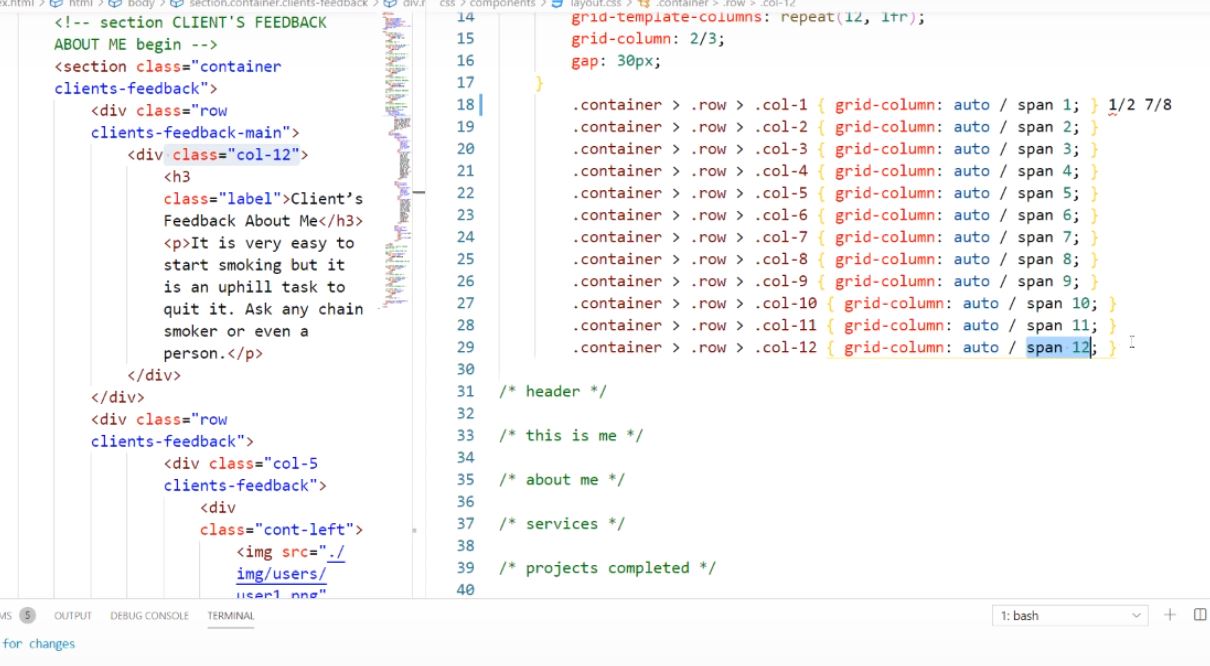 ex.html > html > body > section.container.clients-feedback > div.r
css > components > layout.css > .container > .row > .col-12
<!-- section CLIENT'S FEEDBACK
ABOUT ME begin -->
<section class="container
clients-feedback">
<div class="row
clients-feedback-main">
<div class="col-12">
<h3
class="label">Client’s
Feedback About Me</h3>
<p>It is very easy to
start smoking but it
is an uphill task to
quit it. Ask any chain
smoker or even a
person.</p>
</div>
</div>
<div class="row
clients-feedback">
<div class="col-5
clients-feedback">
<div
class="cont-left">
<img src="./
img/users/
user1.png"
14 grid-template-columns: repeat(12, 1fr);
15 grid-column: 2/3;
16 gap: 30px;
17 }
18 .container > .row > .col-1 { grid-column: auto / span 1; } 1/2 7/8
19 .container > .row > .col-2 { grid-column: auto / span 2; }
20 .container > .row > .col-3 { grid-column: auto / span 3; }
21 .container > .row > .col-4 { grid-column: auto / span 4; }
22 .container > .row > .col-5 { grid-column: auto / span 5; }
23 .container > .row > .col-6 { grid-column: auto / span 6; }
24 .container > .row > .col-7 { grid-column: auto / span 7; }
25 .container > .row > .col-8 { grid-column: auto / span 8; }
26 .container > .row > .col-9 { grid-column: auto / span 9; }
27 .container > .row > .col-10 { grid-column: auto / span 10; }
28 .container > .row > .col-11 { grid-column: auto / span 11; }
29 .container > .row > .col-12 { grid-column: auto / span 12; }
30
31 /* header */
32
33 /* this is me */
34
35 /* about me */
36
37 /* services */
38
39 /* projects completed */
40
MS 5 OUTPUT DEBUG CONSOLE TERMINAL 1: bash
for changes